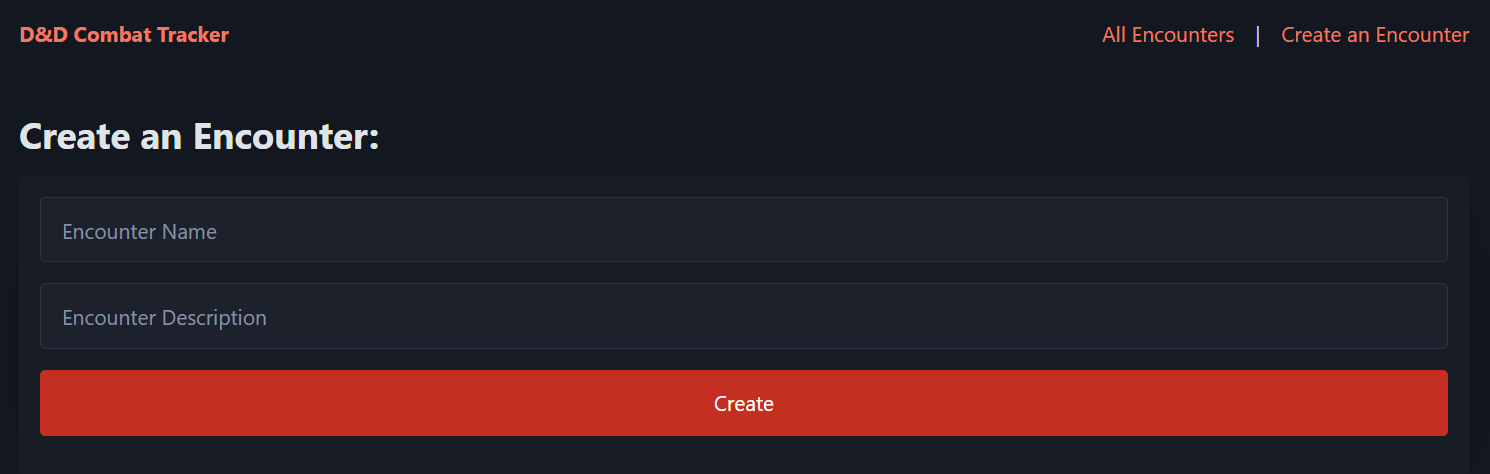 D&D Combat Tracker
All Encounters | Create an Encounter
Create an Encounter:
Encounter Name
Encounter Description
Create